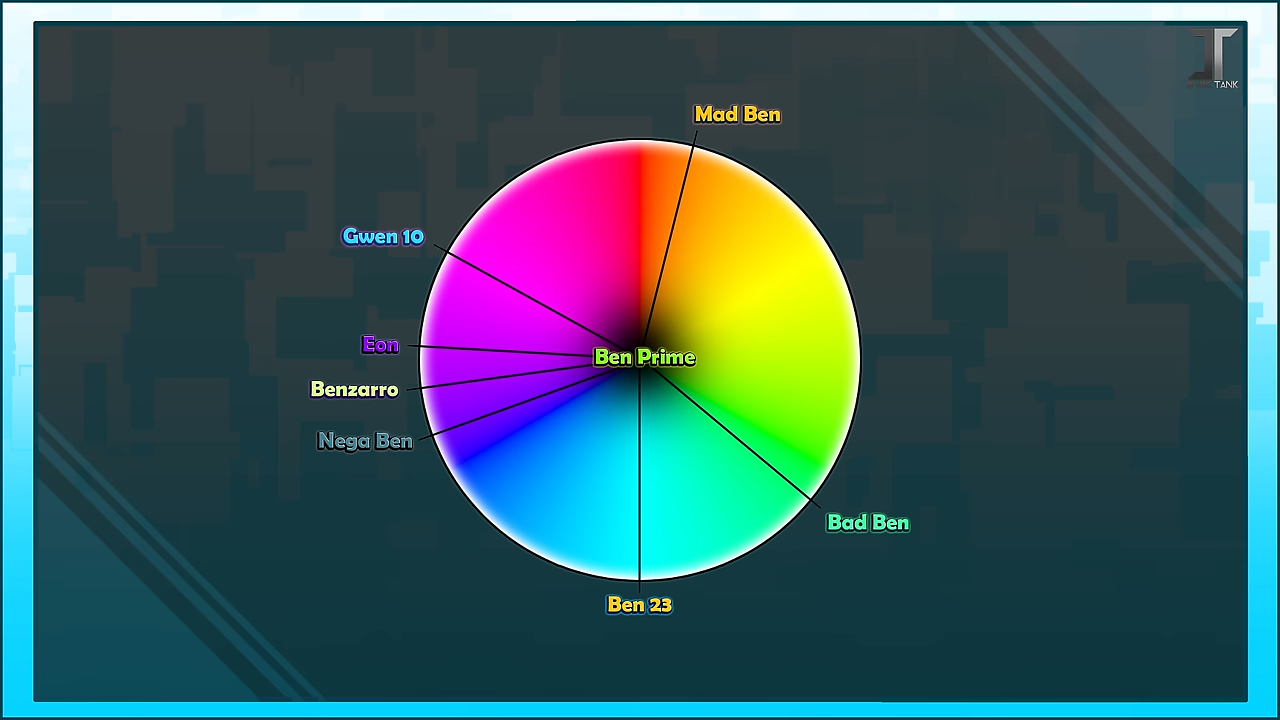 TANK
Mad Ben
Gwen 10
Eon
Ben Prime
Benzarro
Nega Ben
Bad Ben
Ben 23